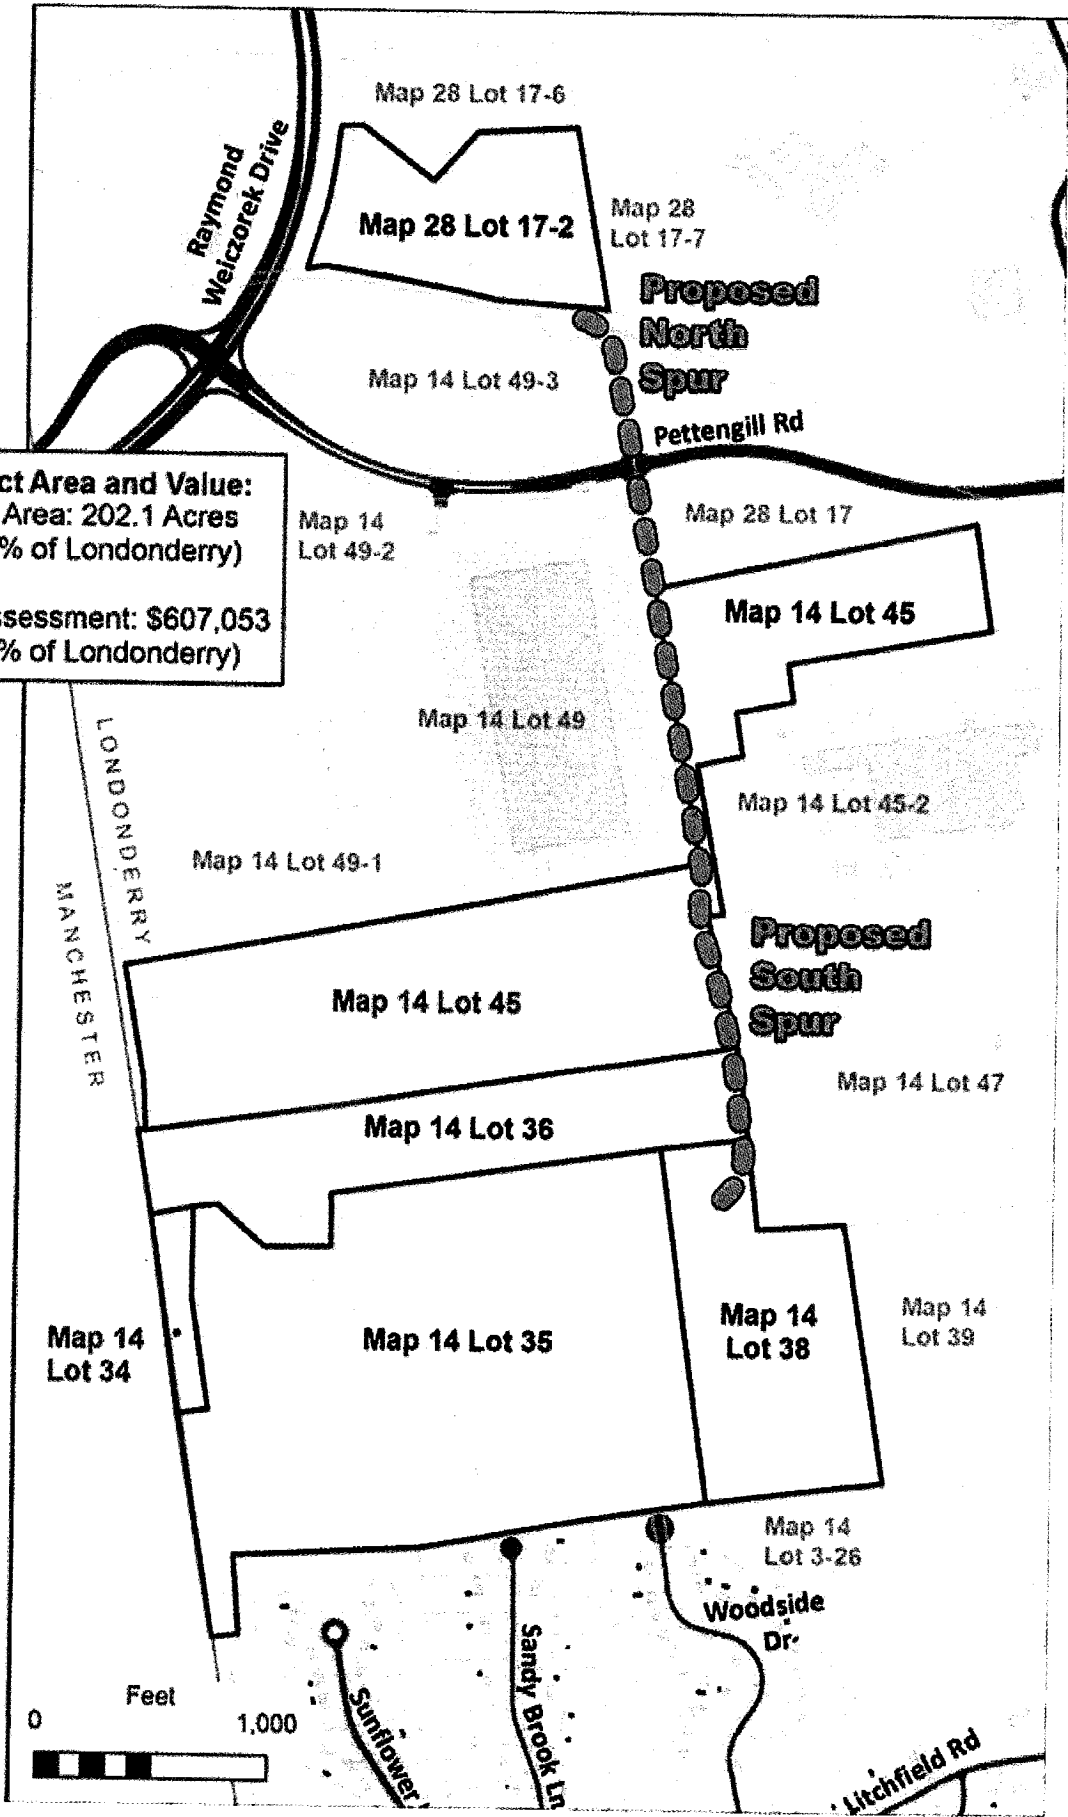 Map 28 Lot 17-6
Raymond
Weiczorek Drive
Map 28 Lot 17-2
Map 28
Lot 17-7
Proposed
North
Spur
Map 14 Lot 49-3
Pettengill Rd
ct Area and Value:
Area: 202.1 Acres
% of Londonderry)
ssessment: $607,053
% of Londonderry)
Map 14
Lot 49-2
Map 28 Lot 17
Map 14 Lot 45
Map 14 Lot 49
LONDONDERRY
MANCHESTER
Map 14 Lot 45-2
Map 14 Lot 49-1
Proposed
South
Spur
Map 14 Lot 45
Map 14 Lot 47
Map 14 Lot 36
Map 14
Lot 34
Map 14 Lot 35
Map 14
Lot 38
Map 14
Lot 39
Map 14
Lot 3-26
Woodside
Dr
Sandy Brook Ln
Sunflower
Feet
0
1,000
Litchfield Rd